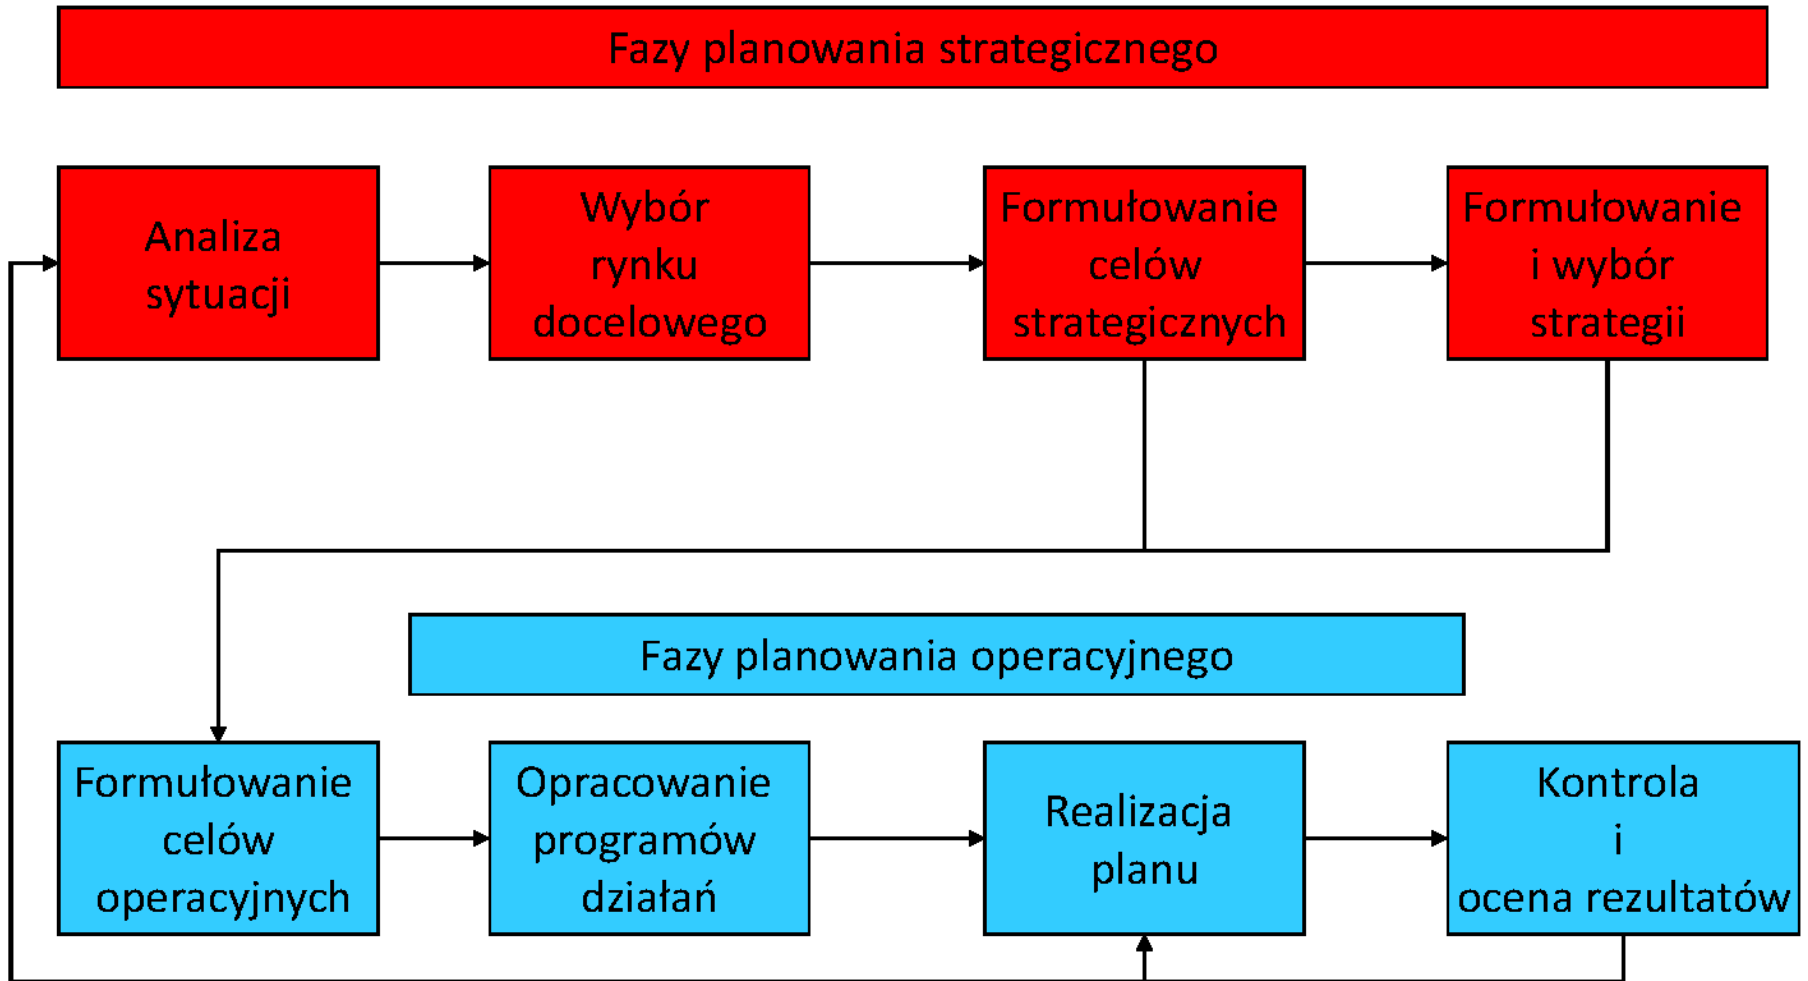 Fazy planowania strategicznego
Analiza
sytuacji
Wybór
rynku
docelowego
Formułowanie
celów
strategicznych
Formułowanie
i wybór
strategii
Fazy planowania operacyjnego
Formułowanie
celów
operacyjnych
Opracowanie
programów
działań
Realizacja
planu
Kontrola
i
ocena rezultatów